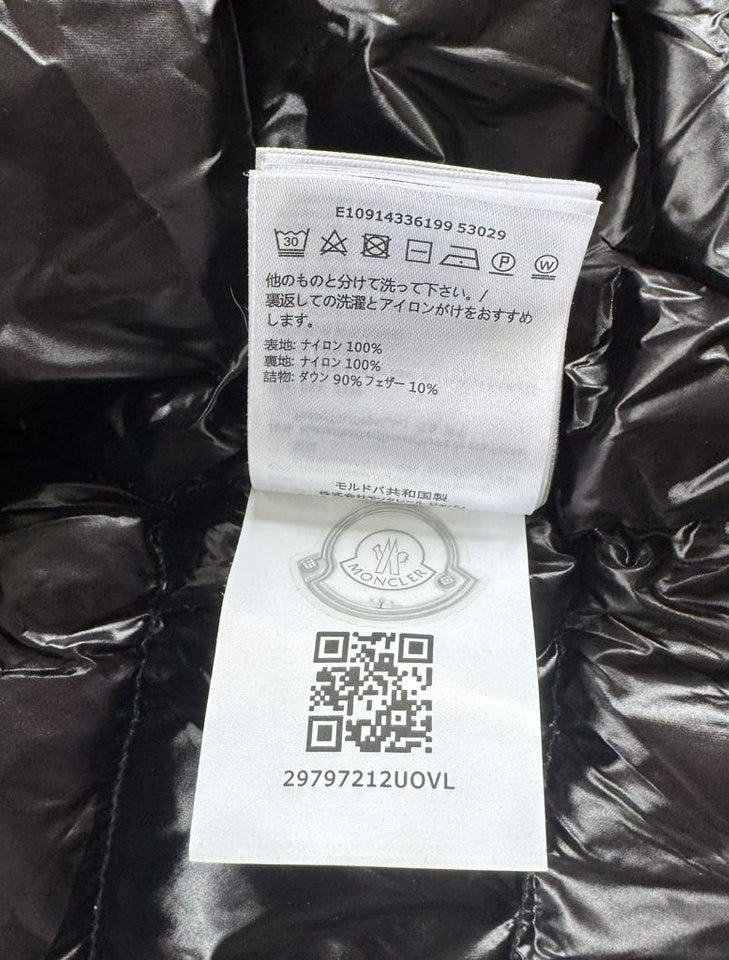 E10914336199 53029
30
P
W
他のものと分けて洗って下さい。/
裏返しての洗濯とアイロンがけをおすすめ
します。
表地: ナイロン 100%
裏地: ナイロン 100%
詰物: ダウン 90% フェザー 10%
モルドバ共和国製
MONCLER
29797212UOVL